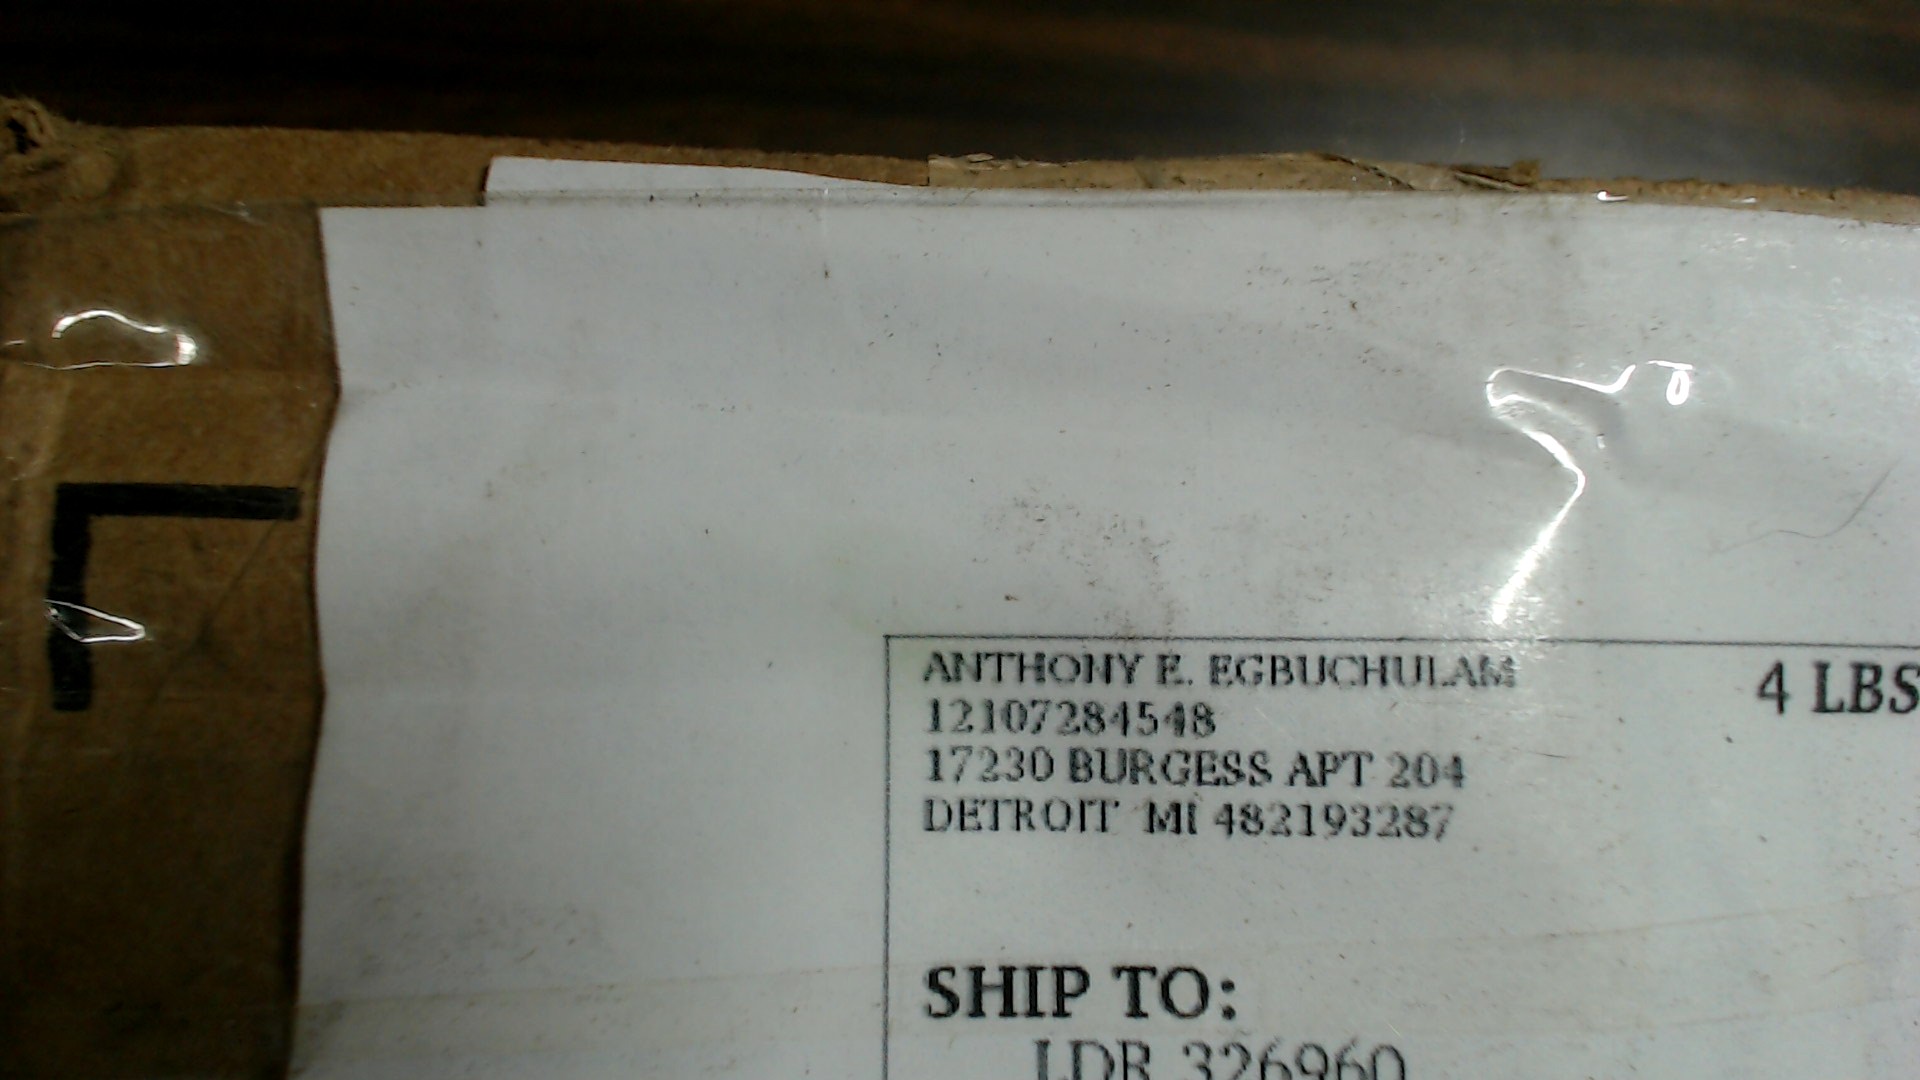 L
ANTHONY E. EGBUCHULAM
12107284548
17230 BURGESS APT 204
DETROIT MI 482193287
4 LBS
SHIP TO:
LDR 326960